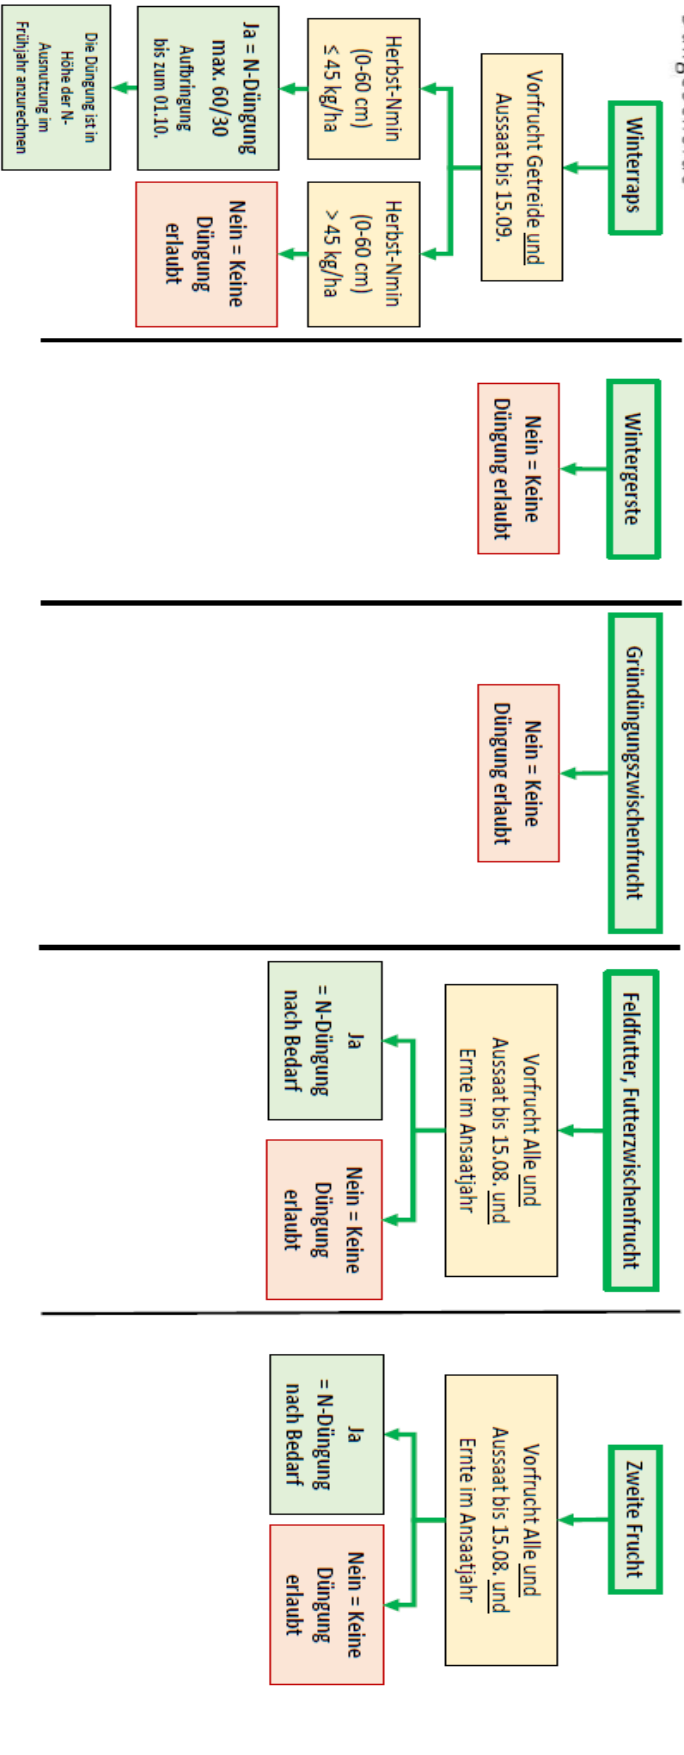 Winterraps
Vorfrucht Getreide und
Aussaat bis 15.09.
Herbst-Nmin
(0-60 cm)
≤ 45 kg/ha
Herbst-Nmin
(0-60 cm)
> 45 kg/ha
Ja = N-Düngung
max. 60/30
Aufbringung
bis zum 01.10.
Nein = Keine
Düngung
erlaubt
Die Düngung ist in
Höhe der N-
Ausnutzung im
Frühjahr anzurechnen
Wintergerste
Nein = Keine
Düngung erlaubt
Gründüngungszwischenfrucht
Nein = Keine
Düngung erlaubt
Feldfutter, Futterzwischenfrucht
Vorfrucht Alle und
Aussaat bis 15.08. und
Ernte im Ansaatjahr
Ja
= N-Düngung
nach Bedarf
Nein = Keine
Düngung
erlaubt
Zweite Frucht
Vorfrucht Alle und
Aussaat bis 15.08. und
Ernte im Ansaatjahr
Ja
= N-Düngung
nach Bedarf
Nein = Keine
Düngung
erlaubt